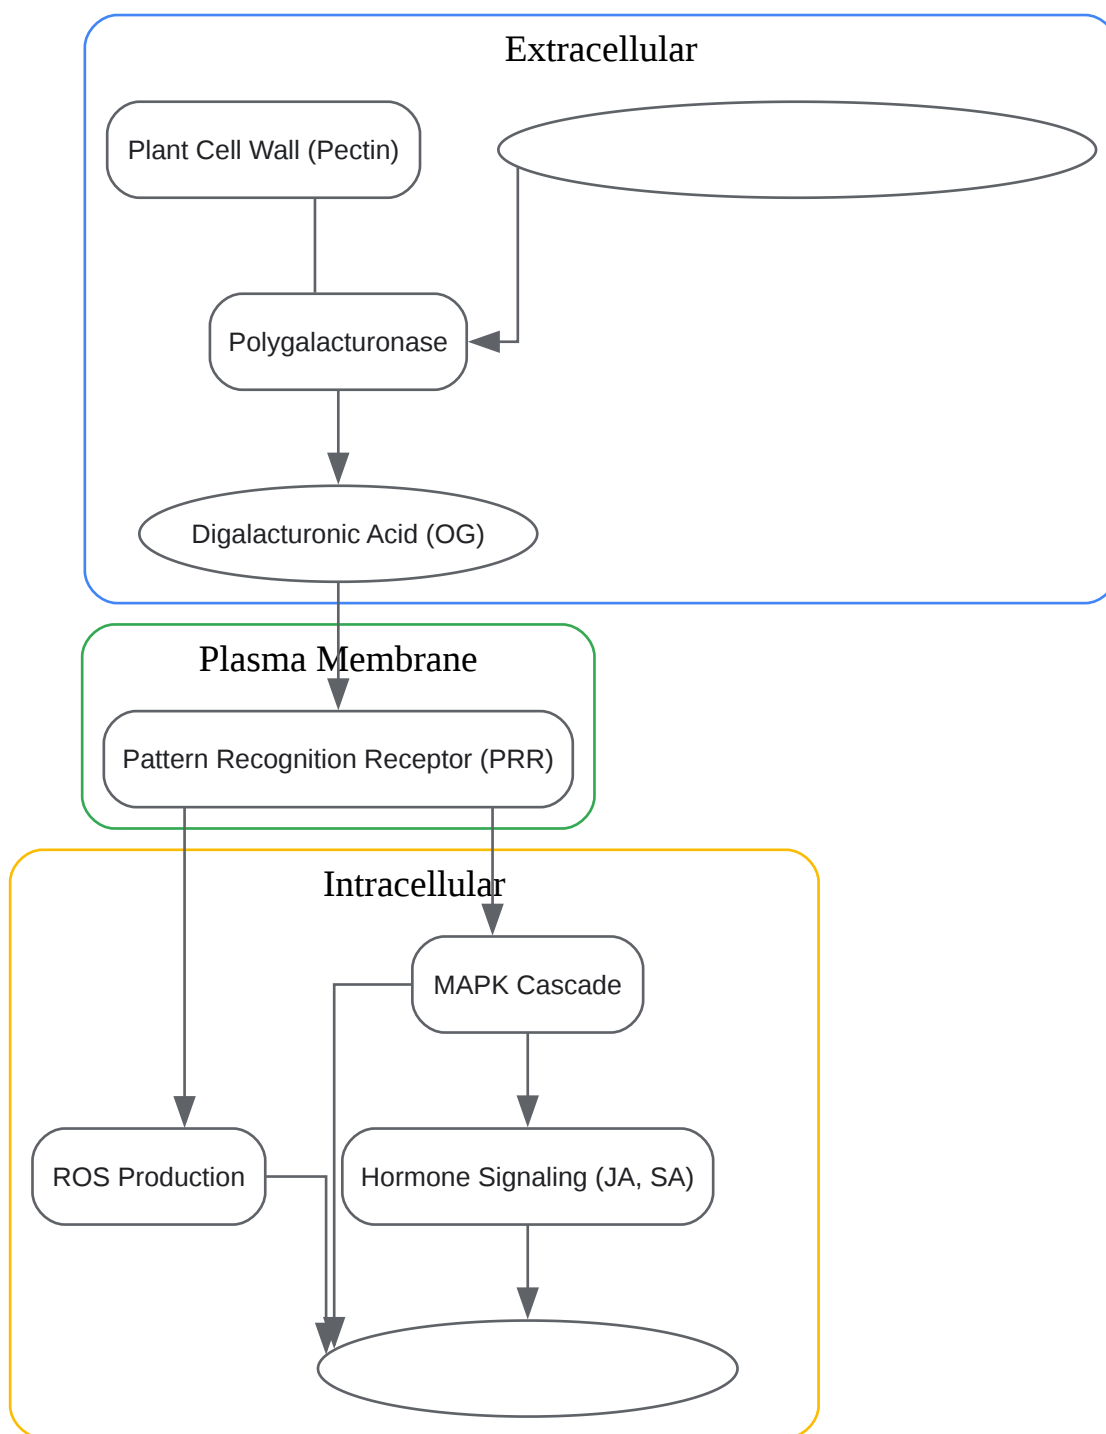 Extracellular
Plant Cell Wall (Pectin)
Polygalacturonase
Digalacturonic Acid (OG)
Plasma Membrane
Pattern Recognition Receptor (PRR)
Intracellular
MAPK Cascade
ROS Production
Hormone Signaling (JA, SA)